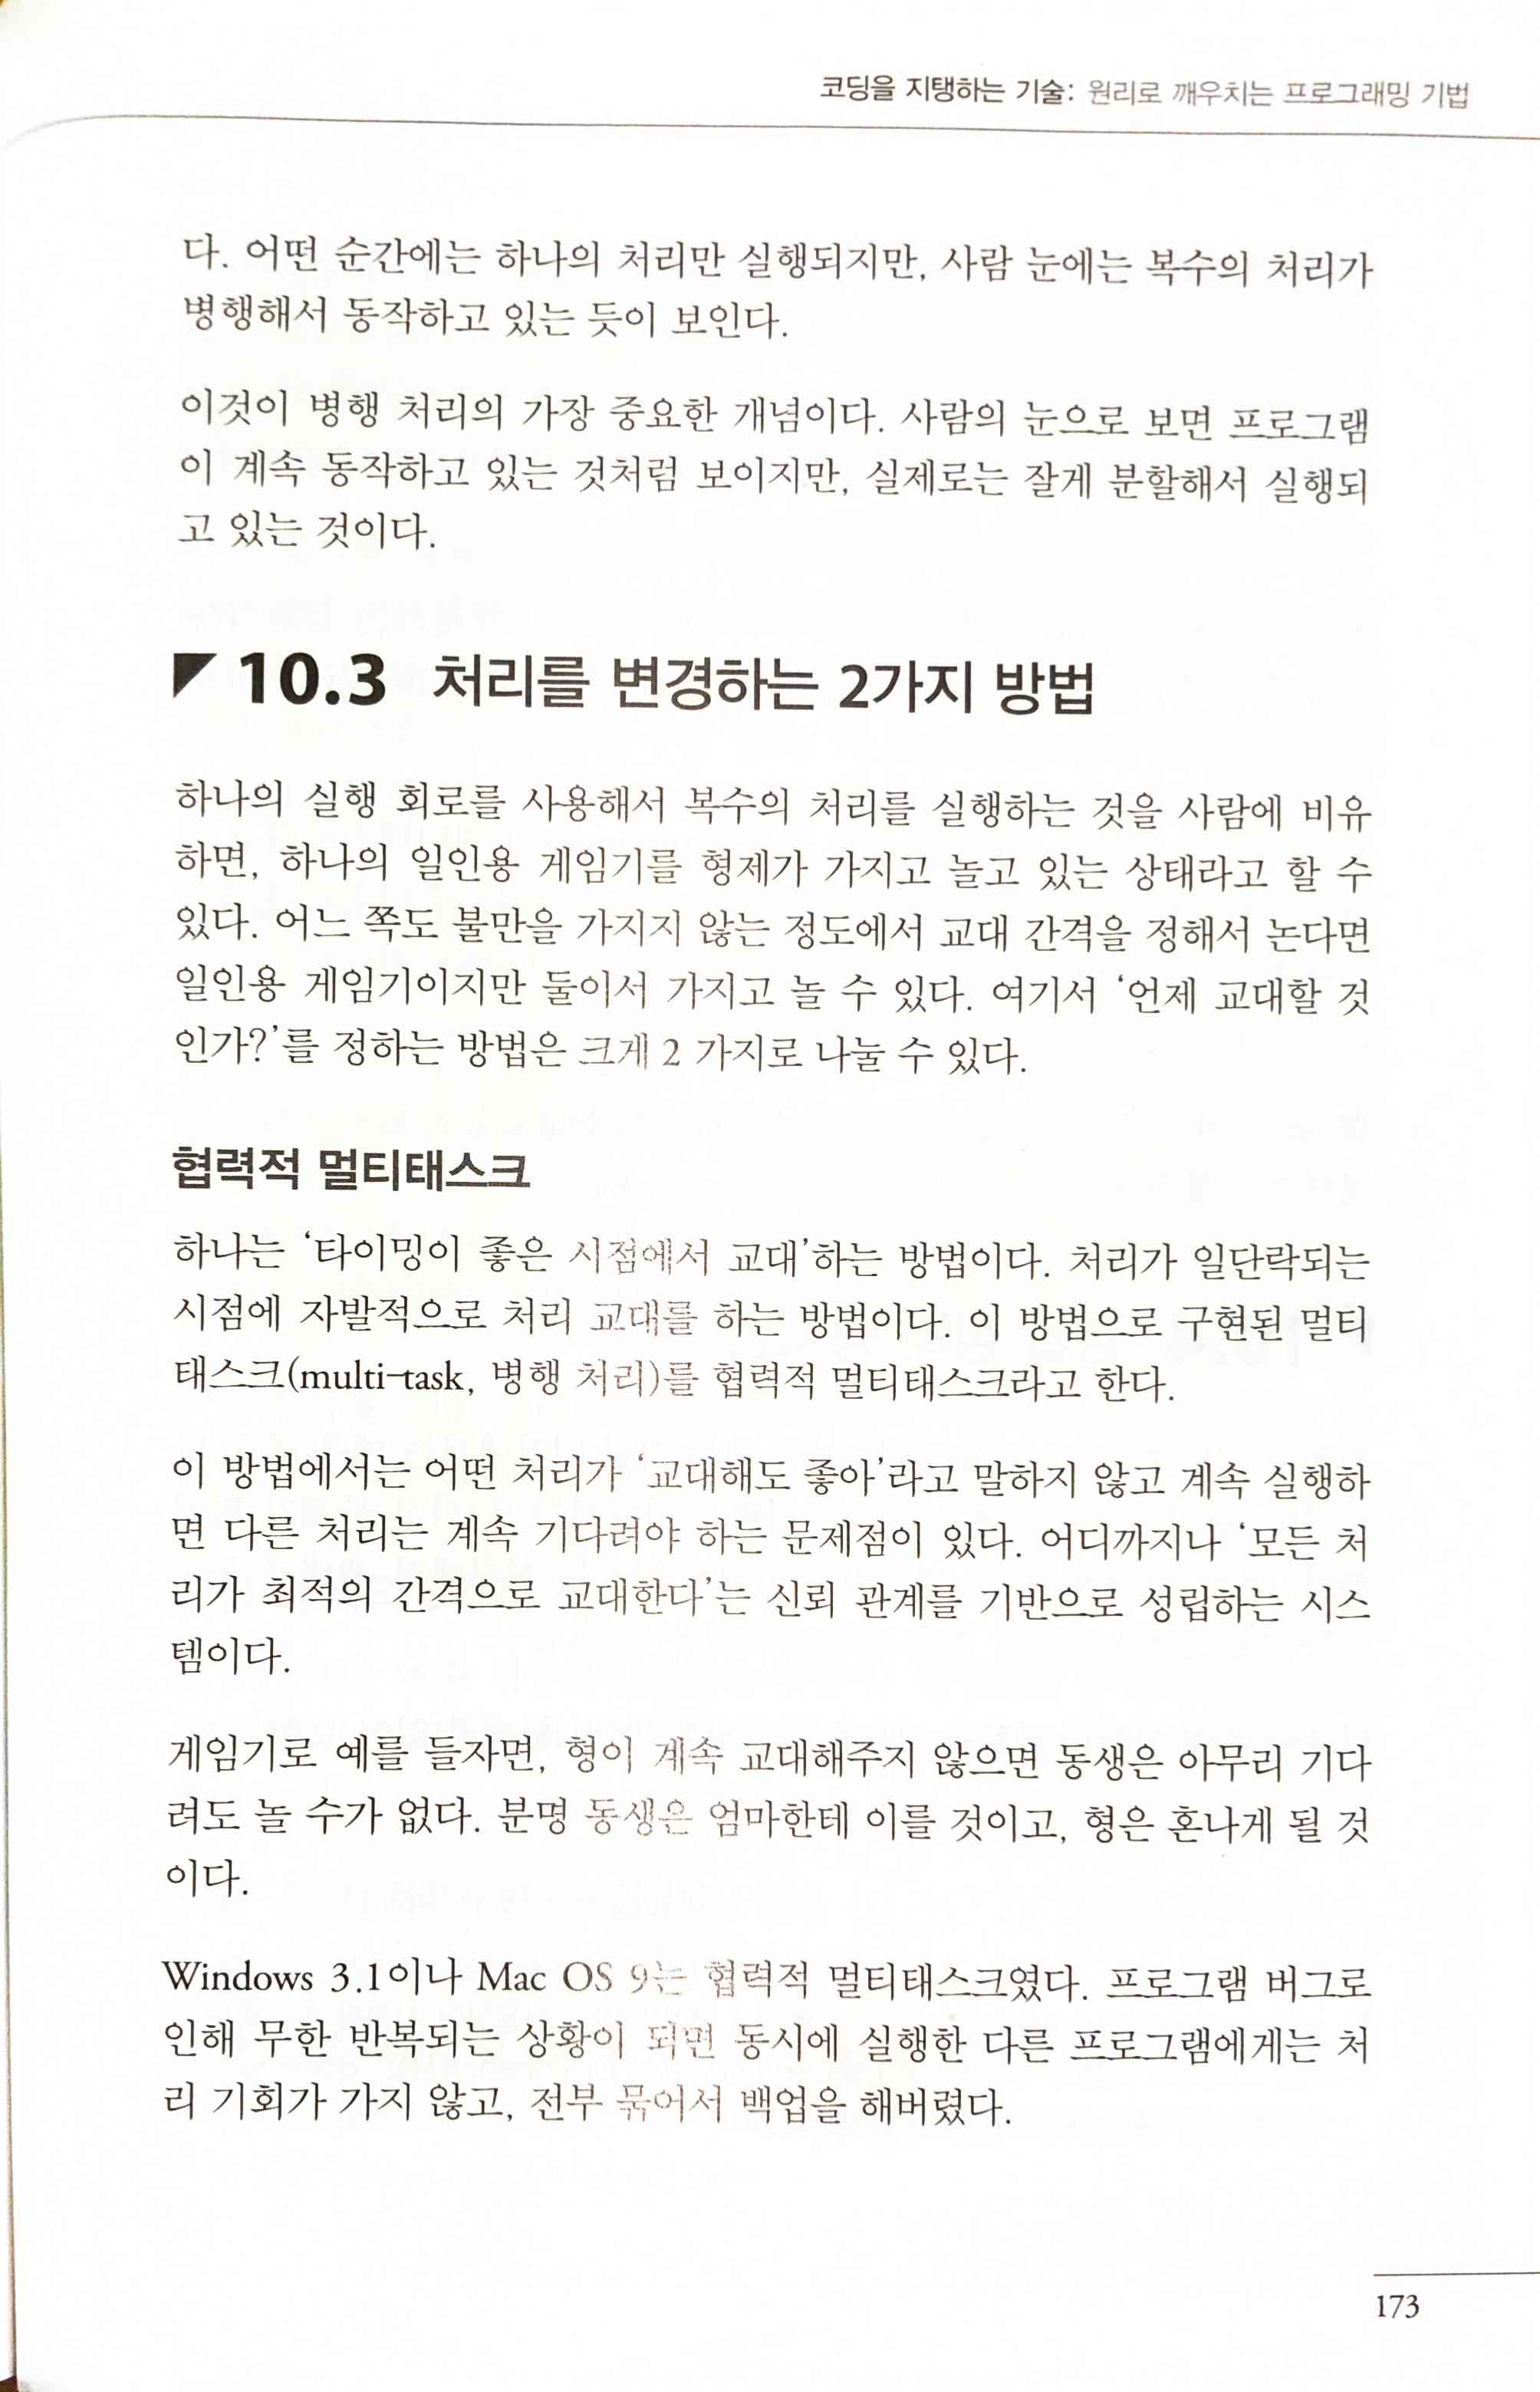 코딩을 지탱하는 기술: 원리로 깨우치는 프로그래밍 기법
다. 어떤 순간에는 하나의 처리만 실행되지만, 사람 눈에는 복수의 처리가
병행해서 동작하고 있는 듯이 보인다.
이것이 병행 처리의 가장 중요한 개념이다. 사람의 눈으로 보면 프로그램
이 계속 동작하고 있는 것처럼 보이지만, 실제로는 잘게 분할해서 실행되
고 있는 것이다.
10.3 처리를 변경하는 2가지 방법
하나의 실행 회로를 사용해서 복수의 처리를 실행하는 것을 사람에 비유
하면, 하나의 일인용 게임기를 형제가 가지고 놀고 있는 상태라고 할 수
있다. 어느 쪽도 불만을 가지지 않는 정도에서 교대 간격을 정해서 논다면
일인용 게임기이지만 둘이서 가지고 놀 수 있다. 여기서 ‘언제 교대할 것
인가?’를 정하는 방법은 크게 2 가지로 나눌 수 있다.
협력적 멀티태스크
하나는 ‘타이밍이 좋은 시점에서 교대’하는 방법이다. 처리가 일단락되는
시점에 자발적으로 처리 교대를 하는 방법이다. 이 방법으로 구현된 멀티
태스크(multi-task, 병행 처리)를 협력적 멀티태스크라고 한다.
이 방법에서는 어떤 처리가 ‘교대해도 좋아’라고 말하지 않고 계속 실행하
면 다른 처리는 계속 기다려야 하는 문제점이 있다. 어디까지나 ‘모든 처
리가 최적의 간격으로 교대한다’는 신뢰 관계를 기반으로 성립하는 시스
템이다.
게임기로 예를 들자면, 형이 계속 교대해주지 않으면 동생은 아무리 기다
려도 놀 수가 없다. 분명 동생은 엄마한테 이를 것이고, 형은 혼나게 될 것
이다.
Windows 3.1이나 Mac OS 9는 협력적 멀티태스크였다. 프로그램 버그로
인해 무한 반복되는 상황이 되면 동시에 실행한 다른 프로그램에게는 처
리 기회가 가지 않고, 전부 묶어서 백업을 해버렸다.
173